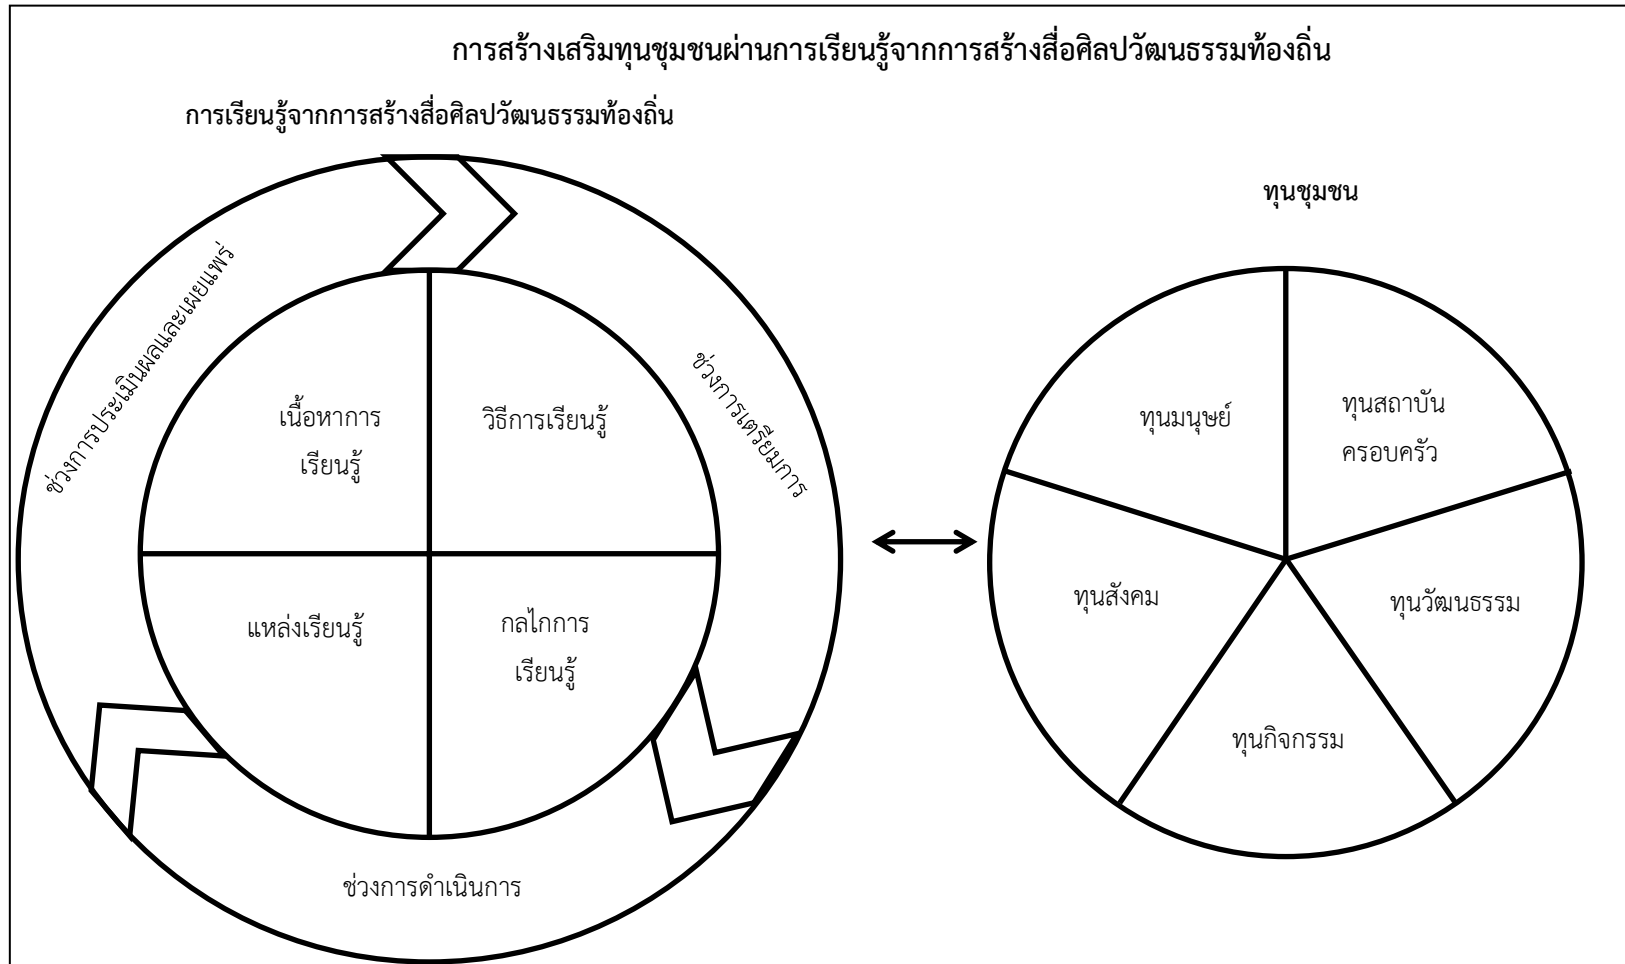 การสร้างเสริมทุนชุมชนผ่านการเรียนรู้จากการสร้างสื่อศิลปวัฒนธรรมท้องถิ่น
การเรียนรู้จากการสร้างสื่อศิลปวัฒนธรรมท้องถิ่น
ช่วงการประเมินผลและเผยแพร่
ช่วงการเตรียมการ
เนื้อหาการ
เรียนรู้
วิธีการเรียนรู้
แหล่งเรียนรู้
กลไกการ
เรียนรู้
ช่วงการดำเนินการ
ทุนชุมชน
ทุนมนุษย์
ทุนสถาบัน
ครอบครัว
ทุนสังคม
ทุนวัฒนธรรม
ทุนกิจกรรม